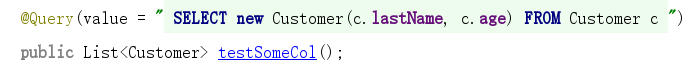 @Query(value = " SELECT new Customer(c.lastName, c.age) FROM Customer c ")
public List<Customer> testSomeCol();